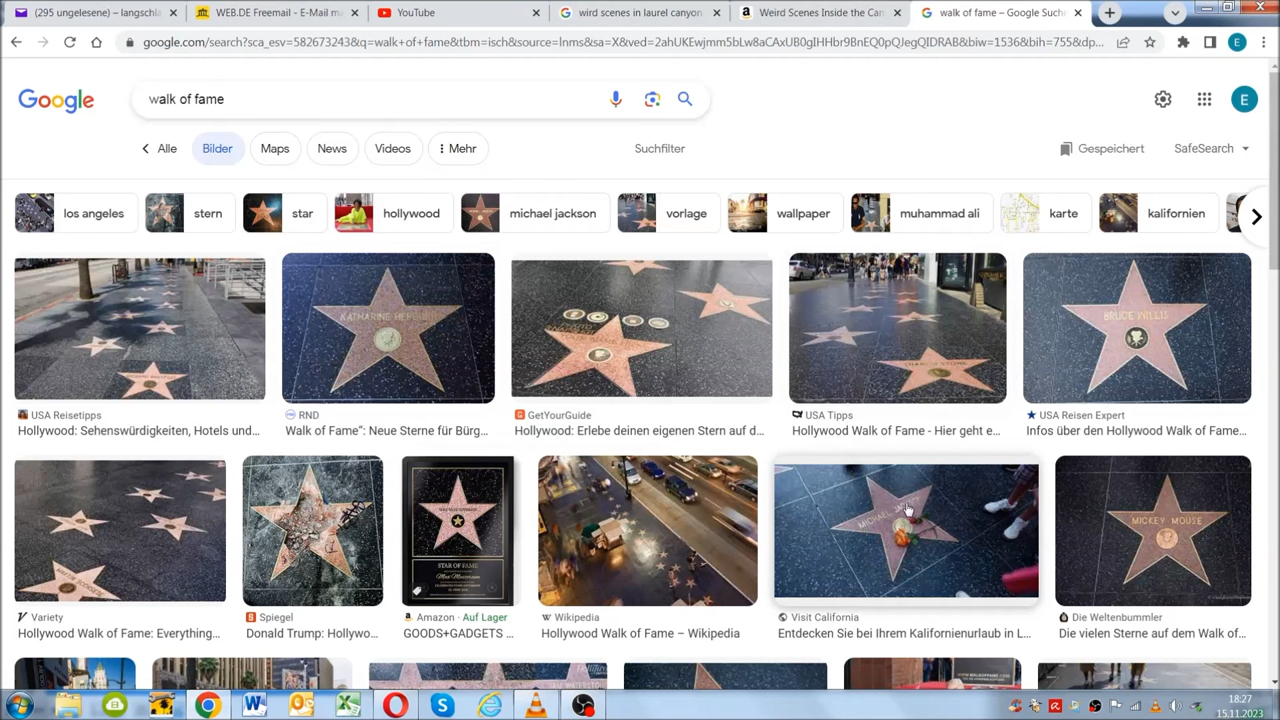 (295 ungelesene) – langschla
WEB.DE Freemail - E-Mail m
YouTube
wird scenes in laurel canyon
Weird Scenes Inside the Can
walk of fame – Google Suche
google.com/search?sca_esv=582673243&q=walk+of+fame&tbm=isch&source=lnms&sa=X&ved=2ahUKEwjmm5bLw8aCAxUB0gIHHbr9BnEQ0pQJegQIDRAB&biw=1536&bih=755&dp...
E
Google
walk of fame
E
Alle
Bilder
Maps
News
Videos
Mehr
Suchfilter
Gespeichert
SafeSearch
los angeles
stern
star
hollywood
michael jackson
vorlage
wallpaper
muhammad ali
karte
kalifornien
KATHARINE HEPBURN
BRUCE WILLIS
USA Reisetipps
RND
GetYourGuide
USA Tipps
USA Reisen Expert
Hollywood: Sehenswürdigkeiten, Hotels und...
Walk of Fame": Neue Sterne für Bürg...
Hollywood: Erlebe deinen eigenen Stern auf d...
Hollywood Walk of Fame - Hier geht e...
Infos über den Hollywood Walk of Fame...
STAR OF FAME
MICKEY MOUSE
Variety
Spiegel
Amazon · Auf Lager
Wikipedia
Visit California
Die Weltenbummler
Hollywood Walk of Fame: Everything...
Donald Trump: Hollywo...
GOODS+GADGETS ...
Hollywood Walk of Fame – Wikipedia
Entdecken Sie bei Ihrem Kalifornienurlaub in L...
Die vielen Sterne auf dem Walk of...
18:27
15.11.2023